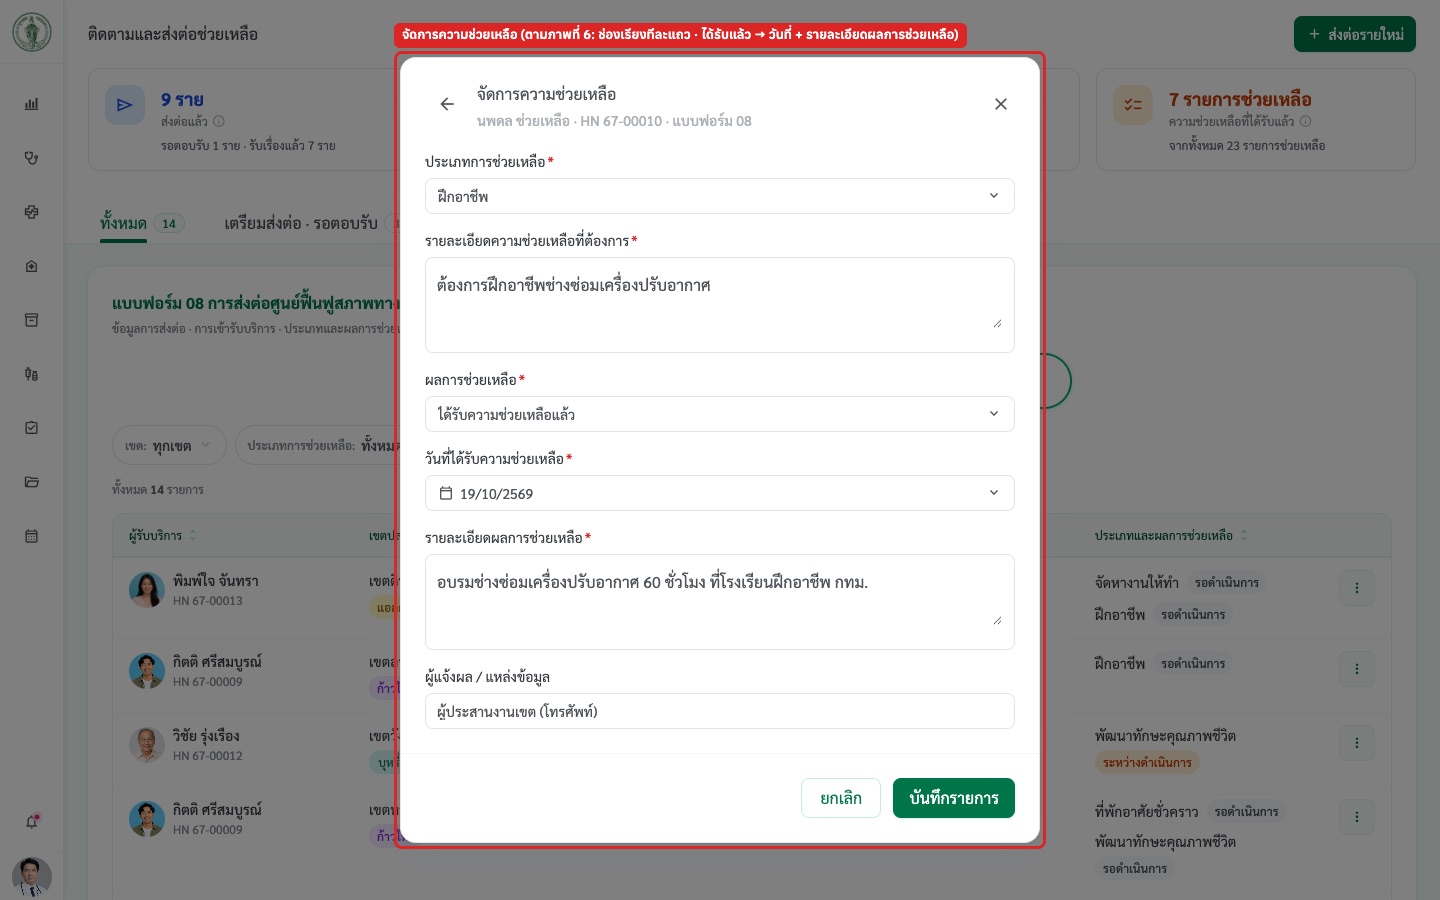 จัดการความช่วยเหลือ (ตามภาพที่ 6: ช่องเรียงทีละแถว · ได้รับแล้ว → วันที่ + รายละเอียดผลการช่วยเหลือ)
ติดตามและส่งต่อช่วยเหลือ
+ ส่งต่อรายใหม่
9 ราย
ส่งต่อแล้ว
รอตอบรับ 1 ราย · รับเรื่องแล้ว 7 ราย
7 รายการช่วยเหลือ
ความช่วยเหลือที่ได้รับแล้ว
จากทั้งหมด 23 รายการช่วยเหลือ
ทั้งหมด 14
เตรียมส่งต่อ · รอตอบรับ
แบบฟอร์ม 08 การส่งต่อศูนย์ฟื้นฟูสภาพทาง
ข้อมูลการส่งต่อ · การเข้ารับบริการ · ประเภทและผลการช่วย
เขต: ทุกเขต
ประเภทการช่วยเหลือ: ทั้งหมด
ทั้งหมด 14 รายการ
ผู้รับบริการ
ประเภทและผลการช่วยเหลือ
พิมพ์ใจ จันทรา
HN 67-00013
จัดหางานให้ทำ รอดำเนินการ
ฝึกอาชีพ รอดำเนินการ
กิตติ ศรีสมบูรณ์
HN 67-00009
ฝึกอาชีพ รอดำเนินการ
วิชัย รุ่งเรือง
HN 67-00012
พัฒนาทักษะคุณภาพชีวิต
ระหว่างดำเนินการ
กิตติ ศรีสมบูรณ์
HN 67-00009
ที่พักอาศัยชั่วคราว รอดำเนินการ
พัฒนาทักษะคุณภาพชีวิต
รอดำเนินการ
จัดการความช่วยเหลือ
นพดล ช่วยเหลือ · HN 67-00010 · แบบฟอร์ม 08
ประเภทการช่วยเหลือ*
ฝึกอาชีพ
รายละเอียดความช่วยเหลือที่ต้องการ*
ต้องการฝึกอาชีพช่างซ่อมเครื่องปรับอากาศ
ผลการช่วยเหลือ*
ได้รับความช่วยเหลือแล้ว
วันที่ได้รับความช่วยเหลือ*
19/10/2569
รายละเอียดผลการช่วยเหลือ*
อบรมช่างซ่อมเครื่องปรับอากาศ 60 ชั่วโมง ที่โรงเรียนฝึกอาชีพ กทม.
ผู้แจ้งผล / แหล่งข้อมูล
ผู้ประสานงานเขต (โทรศัพท์)
ยกเลิก
บันทึกรายการ